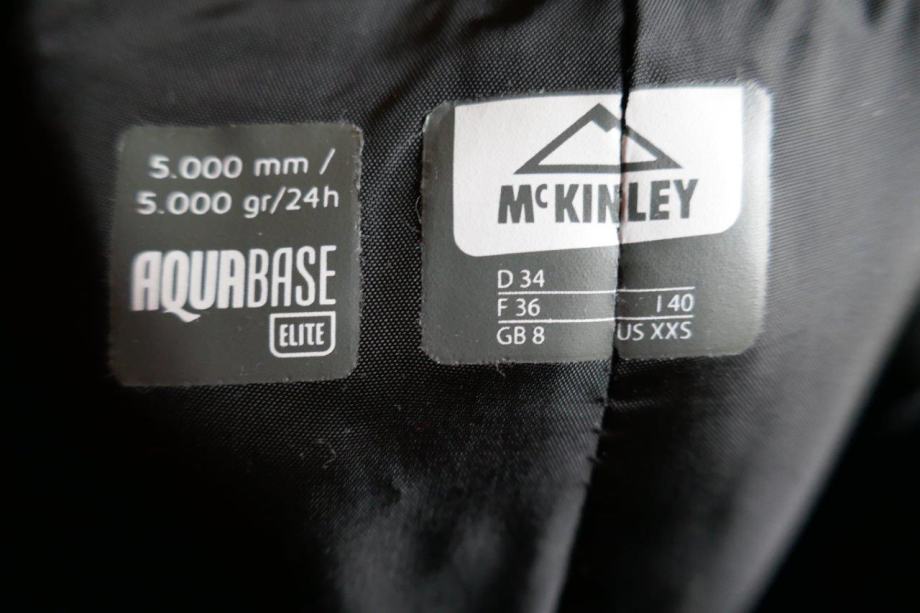 5.000 mm /
5.000 gr/24h
AQUABASE
ELITE
McKINLEY
D 34
F 36 I 40
GB 8 US XXS